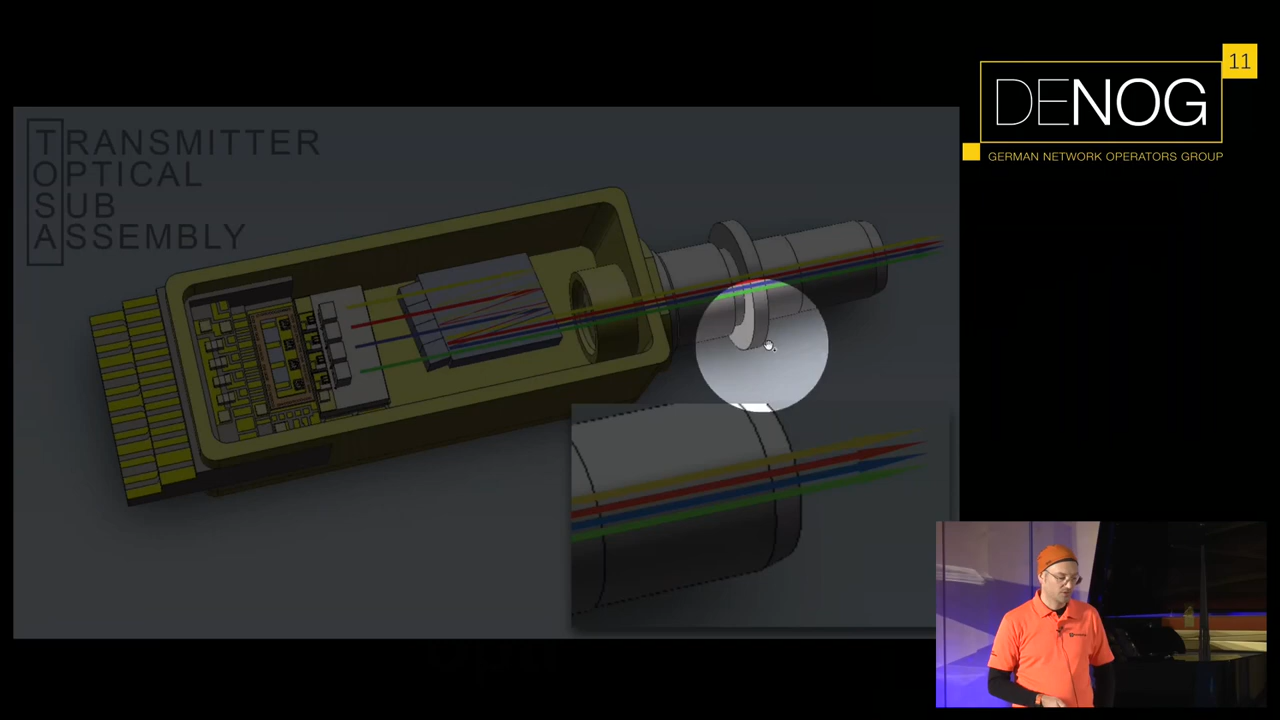 TRANSMITTER
OPTICAL
SUB
ASSEMBLY
11
DENOG
GERMAN NETWORK OPERATORS GROUP